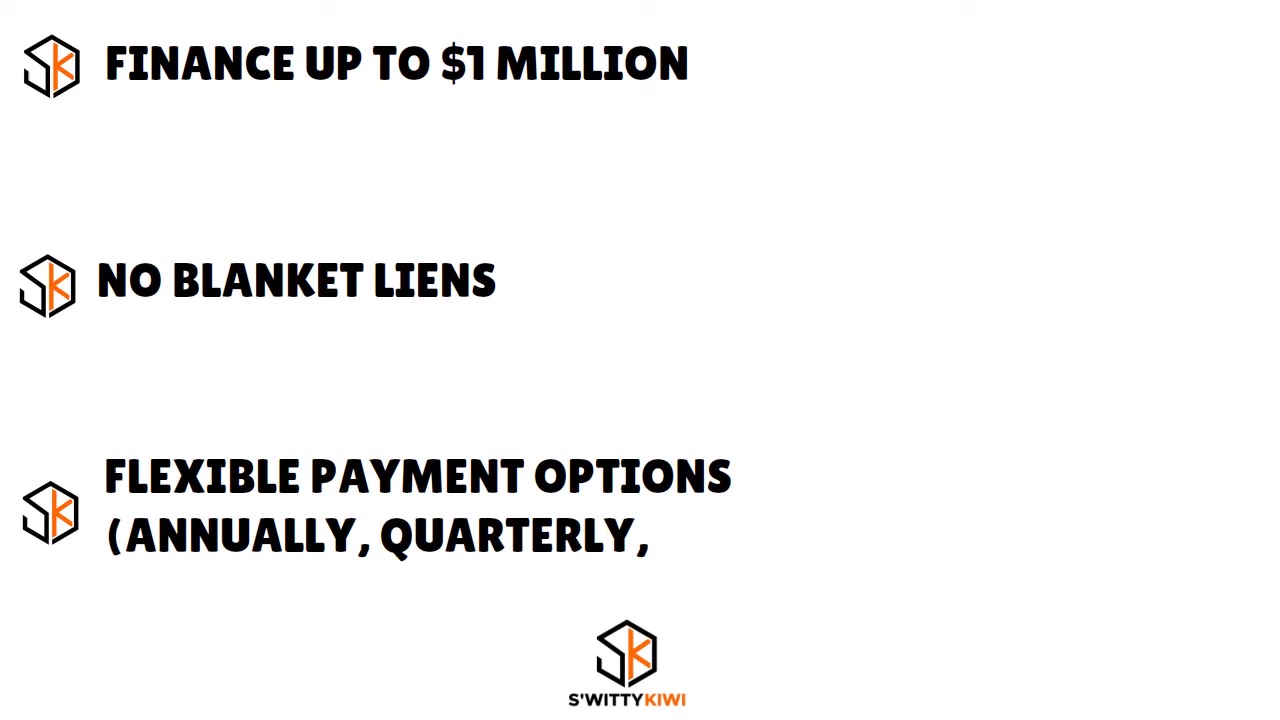 FINANCE UP TO $1 MILLION
NO BLANKET LIENS
FLEXIBLE PAYMENT OPTIONS
(ANNUALLY, QUARTERLY,
S'WITTYKIWI